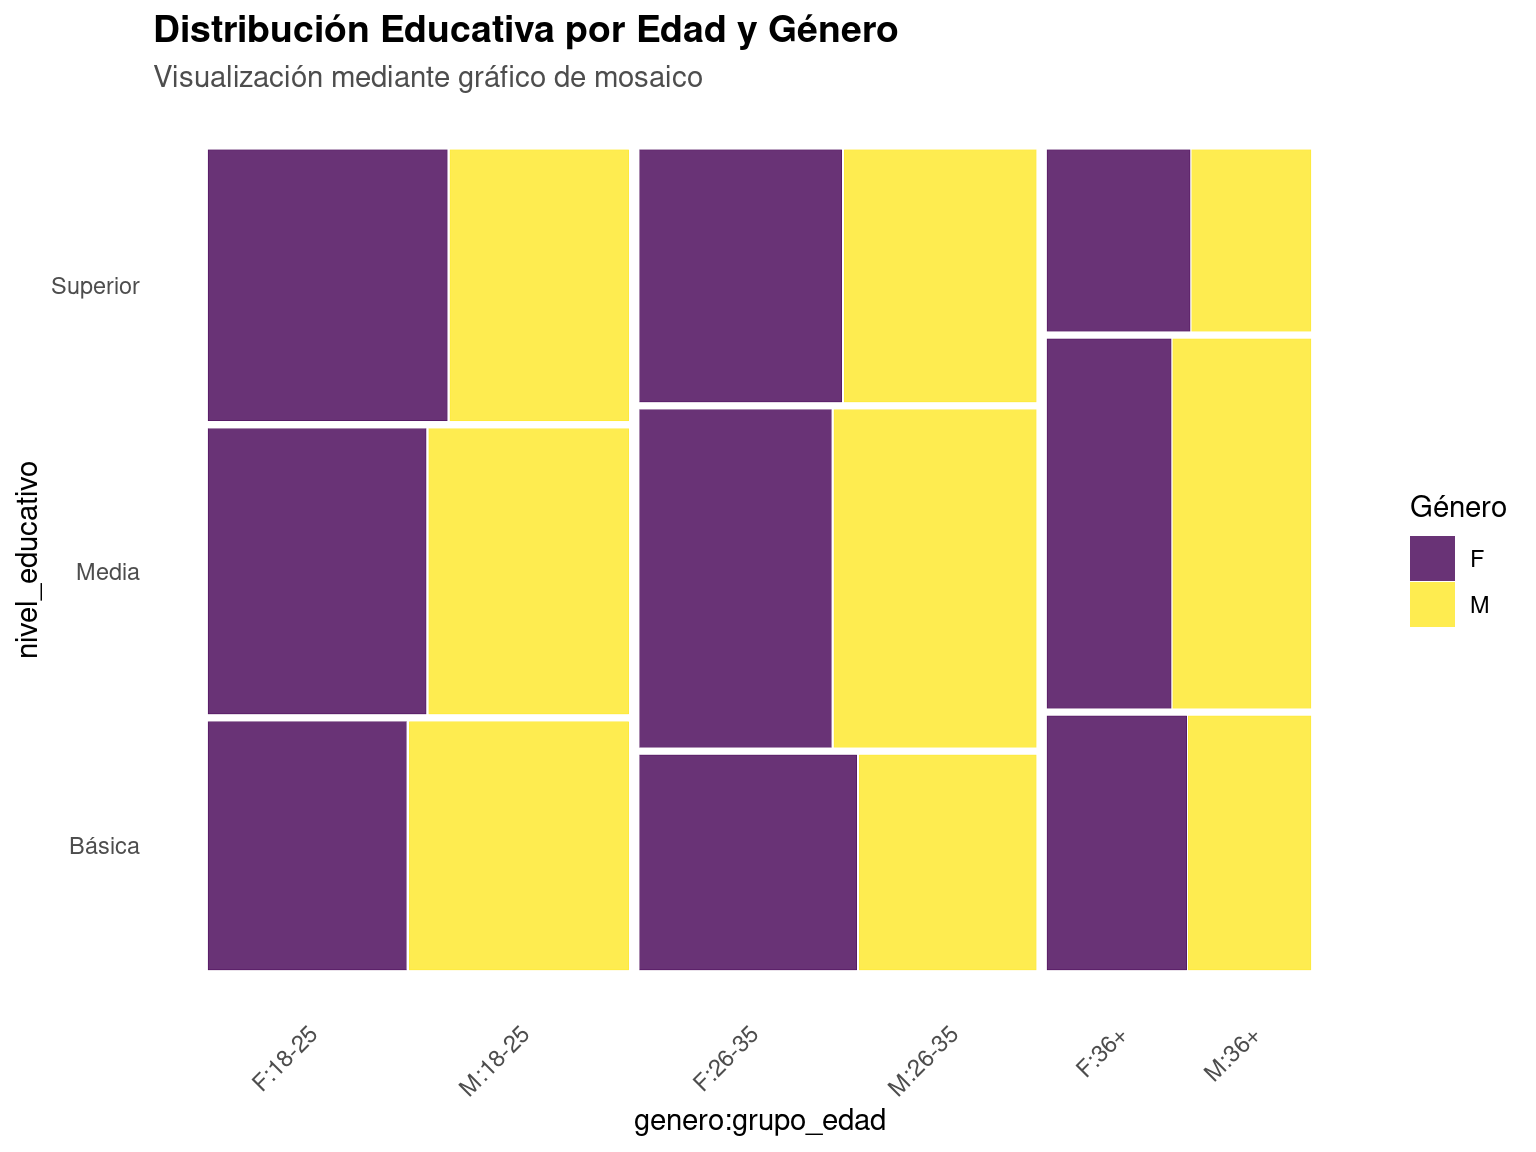 Distribución Educativa por Edad y Género
Visualización mediante gráfico de mosaico
Superior
Media
Básica
nivel_educativo
F:18-25
M:18-25
F:26-35
M:26-35
F:36+
M:36+
genero:grupo_edad
Género
F
M